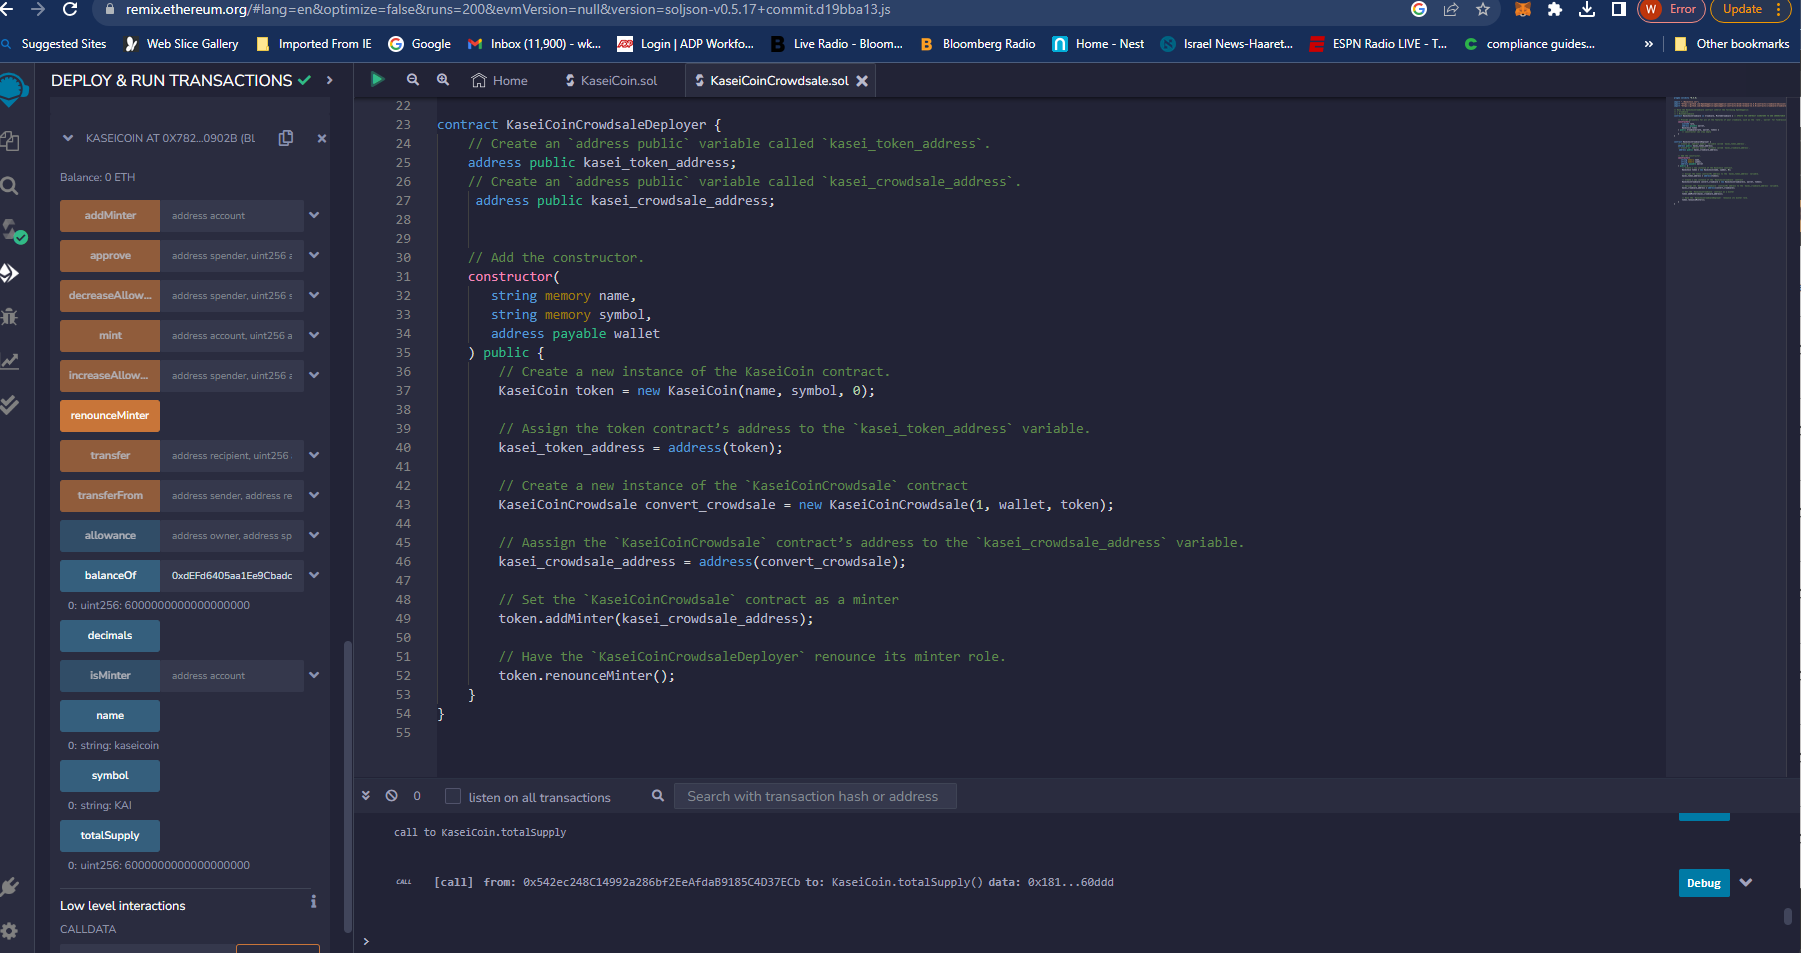 remix.ethereum.org/#lang=en&optimize=false&runs=200&evmVersion=null&version=soljson-v0.5.17+commit.d19bba13.js
W Error
Update
Suggested Sites
Web Slice Gallery
Imported From IE
Google
Inbox (11,900) - wk...
Login | ADP Workfo...
Live Radio - Bloom...
Bloomberg Radio
Home - Nest
Israel News-Haaret...
ESPN Radio LIVE - T...
compliance guides...
»
Other bookmarks
DEPLOY & RUN TRANSACTIONS
Home
KaseiCoin.sol
KaseiCoinCrowdsale.sol
KASEICOIN AT 0X782...0902B (BL
Balance: 0 ETH
addMinter address account
approve address spender, uint256 a
decreaseAllow... address spender, uint256 s
mint address account, uint256 a
increaseAllow... address spender, uint256 a
renounceMinter
transfer address recipient, uint256
transferFrom address sender, address re
allowance address owner, address sp
balanceOf 0xdEFd6405aa1Ee9Cbadc
0: uint256: 6000000000000000000
decimals
isMinter address account
name
0: string: kaseicoin
symbol
0: string: KAI
totalSupply
0: uint256: 6000000000000000000
Low level interactions
CALLDATA
22
23 contract KaseiCoinCrowdsaleDeployer {
24 // Create an `address public` variable called `kasei_token_address`.
25 address public kasei_token_address;
26 // Create an `address public` variable called `kasei_crowdsale_address`.
27 address public kasei_crowdsale_address;
28
29
30 // Add the constructor.
31 constructor(
32 string memory name,
33 string memory symbol,
34 address payable wallet
35 ) public {
36 // Create a new instance of the KaseiCoin contract.
37 KaseiCoin token = new KaseiCoin(name, symbol, 0);
38
39 // Assign the token contract’s address to the `kasei_token_address` variable.
40 kasei_token_address = address(token);
41
42 // Create a new instance of the `KaseiCoinCrowdsale` contract
43 KaseiCoinCrowdsale convert_crowdsale = new KaseiCoinCrowdsale(1, wallet, token);
44
45 // Aassign the `KaseiCoinCrowdsale` contract’s address to the `kasei_crowdsale_address` variable.
46 kasei_crowdsale_address = address(convert_crowdsale);
47
48 // Set the `KaseiCoinCrowdsale` contract as a minter
49 token.addMinter(kasei_crowdsale_address);
50
51 // Have the `KaseiCoinCrowdsaleDeployer` renounce its minter role.
52 token.renounceMinter();
53 }
54 }
55
0
listen on all transactions
Search with transaction hash or address
call to KaseiCoin.totalSupply
CALL [call] from: 0x542ec248C14992a286bf2EeAfdaB9185C4D37ECb to: KaseiCoin.totalSupply() data: 0x181...60ddd
Debug
>